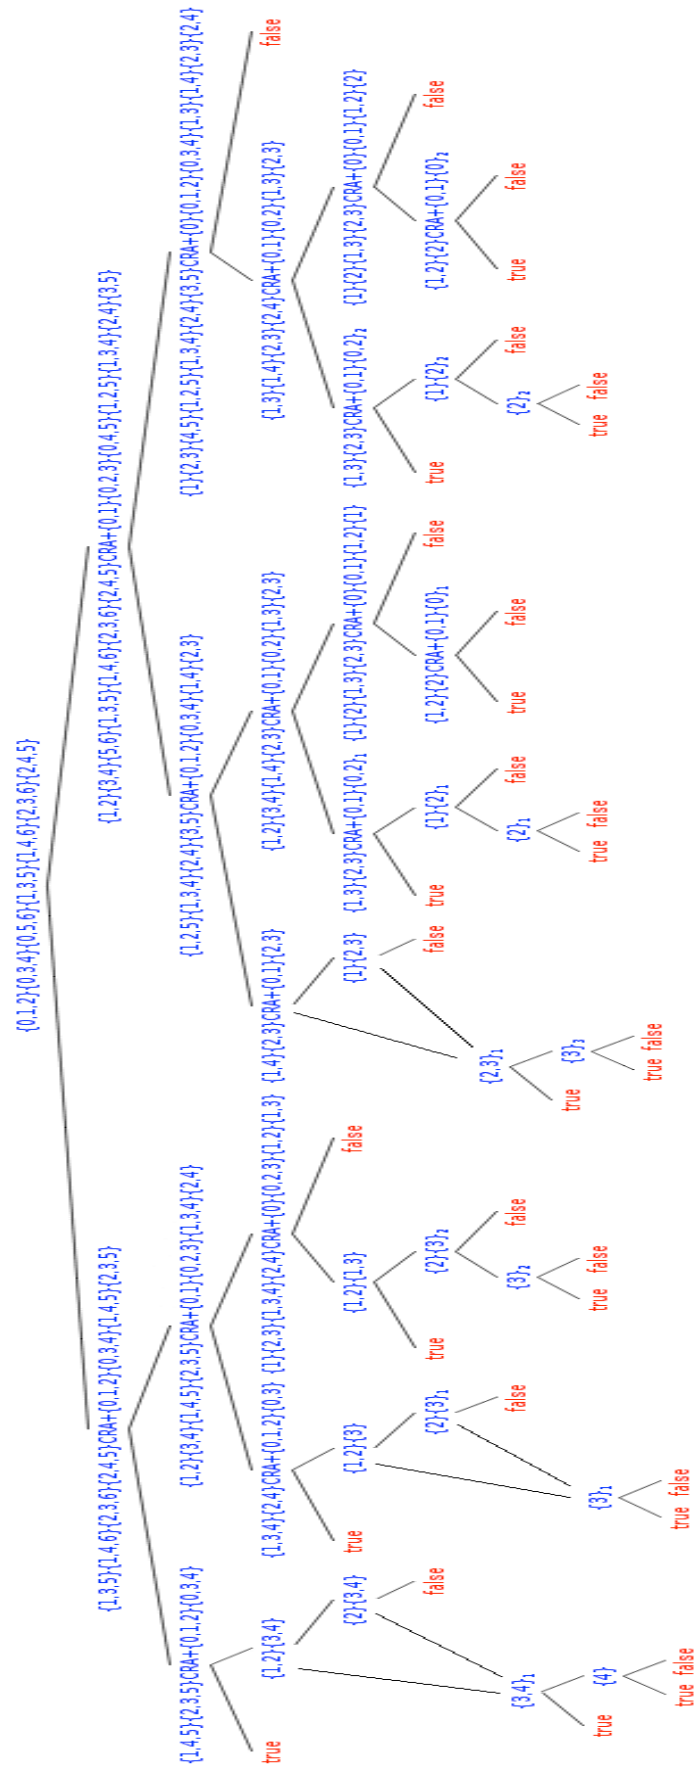 {0,1,2}{0,3,4}{0,5,6}{1,3,5}{1,4,6}{2,3,6}{2,4,5}
{1,3,5}{1,4,6}{2,3,6}{2,4,5}CRA+{0,1,2}{0,3,4}{1,4,5}{2,3,5}
{1,2}{3,4}{5,6}{1,3,5}{1,4,6}{2,3,6}{2,4,5}CRA+{0,1}{0,2,3}{0,4,5}{1,2,5}{1,3,4}{2,4}{3,5}
{1,4,5}{2,3,5}CRA+{0,1,2}{0,3,4}
{1,2}{3,4}{1,4,5}{2,3,5}CRA+{0,1}{0,2,3}{1,3,4}{2,4}
{1,2,5}{1,3,4}{2,4}{3,5}CRA+{0,1,2}{0,3,4}{1,4}{2,3}
{1}{2,3}{4,5}{1,2,5}{1,3,4}{2,4}{3,5}CRA+{0}{0,1,2}{0,3,4}{1,3}{1,4}{2,3}{2,4}
true
{1,2}{3,4}
{1,3,4}{2,4}CRA+{0,1,2}{0,3}
{1}{2,3}{1,3,4}{2,4}CRA+{0}{0,2,3}{1,2}{1,3}
{1,4}{2,3}CRA+{0,1}{2,3}
{1,2}{3,4}{1,4}{2,3}CRA+{0,1}{0,2}{1,3}{2,3}
{1,3}{1,4}{2,3}{2,4}CRA+{0,1}{0,2}{1,3}{2,3}
false
{2}{3,4}
true
{1,2}{3}
{1,2}{1,3}
false
{1}{2,3}
{1,3}{2,3}CRA+{0,1}{0,2}₁
{1}{2}{1,3}{2,3}CRA+{0}{0,1}{1,2}{1}
{1,3}{2,3}CRA+{0,1}{0,2}₂
{1}{2}{1,3}{2,3}CRA+{0}{0,1}{1,2}{2}
false
{2}{3}₁
true
{2}{3}₂
false
true
{1}{2}₁
{1,2}{2}CRA+{0,1}{0}₁
false
true
{1}{2}₂
{1,2}{2}CRA+{0,1}{0}₂
false
{3,4}₁
false
{3}₂
false
{2,3}₁
{2}₁
false
true
false
{2}₂
false
true
false
true
{4}
{3}₁
true false
true
{3}₃
true false
true false
true false
true false
true false